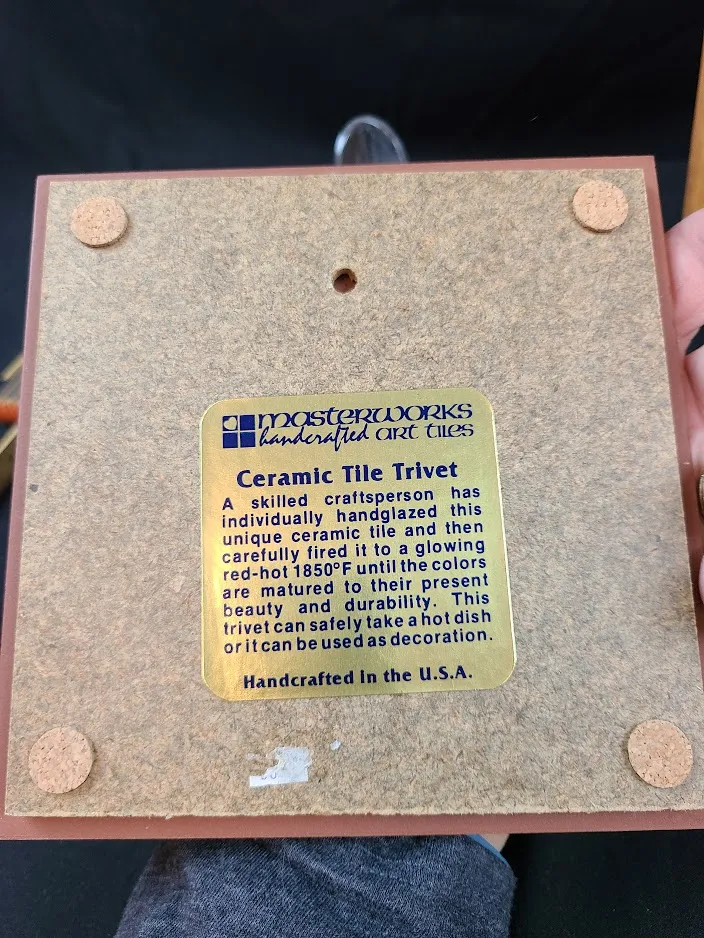 masterworks
handcrafted art tiles
Ceramic Tile Trivet
A skilled craftsperson has
individually handglazed this
unique ceramic tile and then
carefully fired it to a glowing
red-hot 1850°F until the colors
are matured to their present
beauty and durability. This
trivet can safely take a hot dish
or it can be used as decoration.
Handcrafted in the U.S.A.